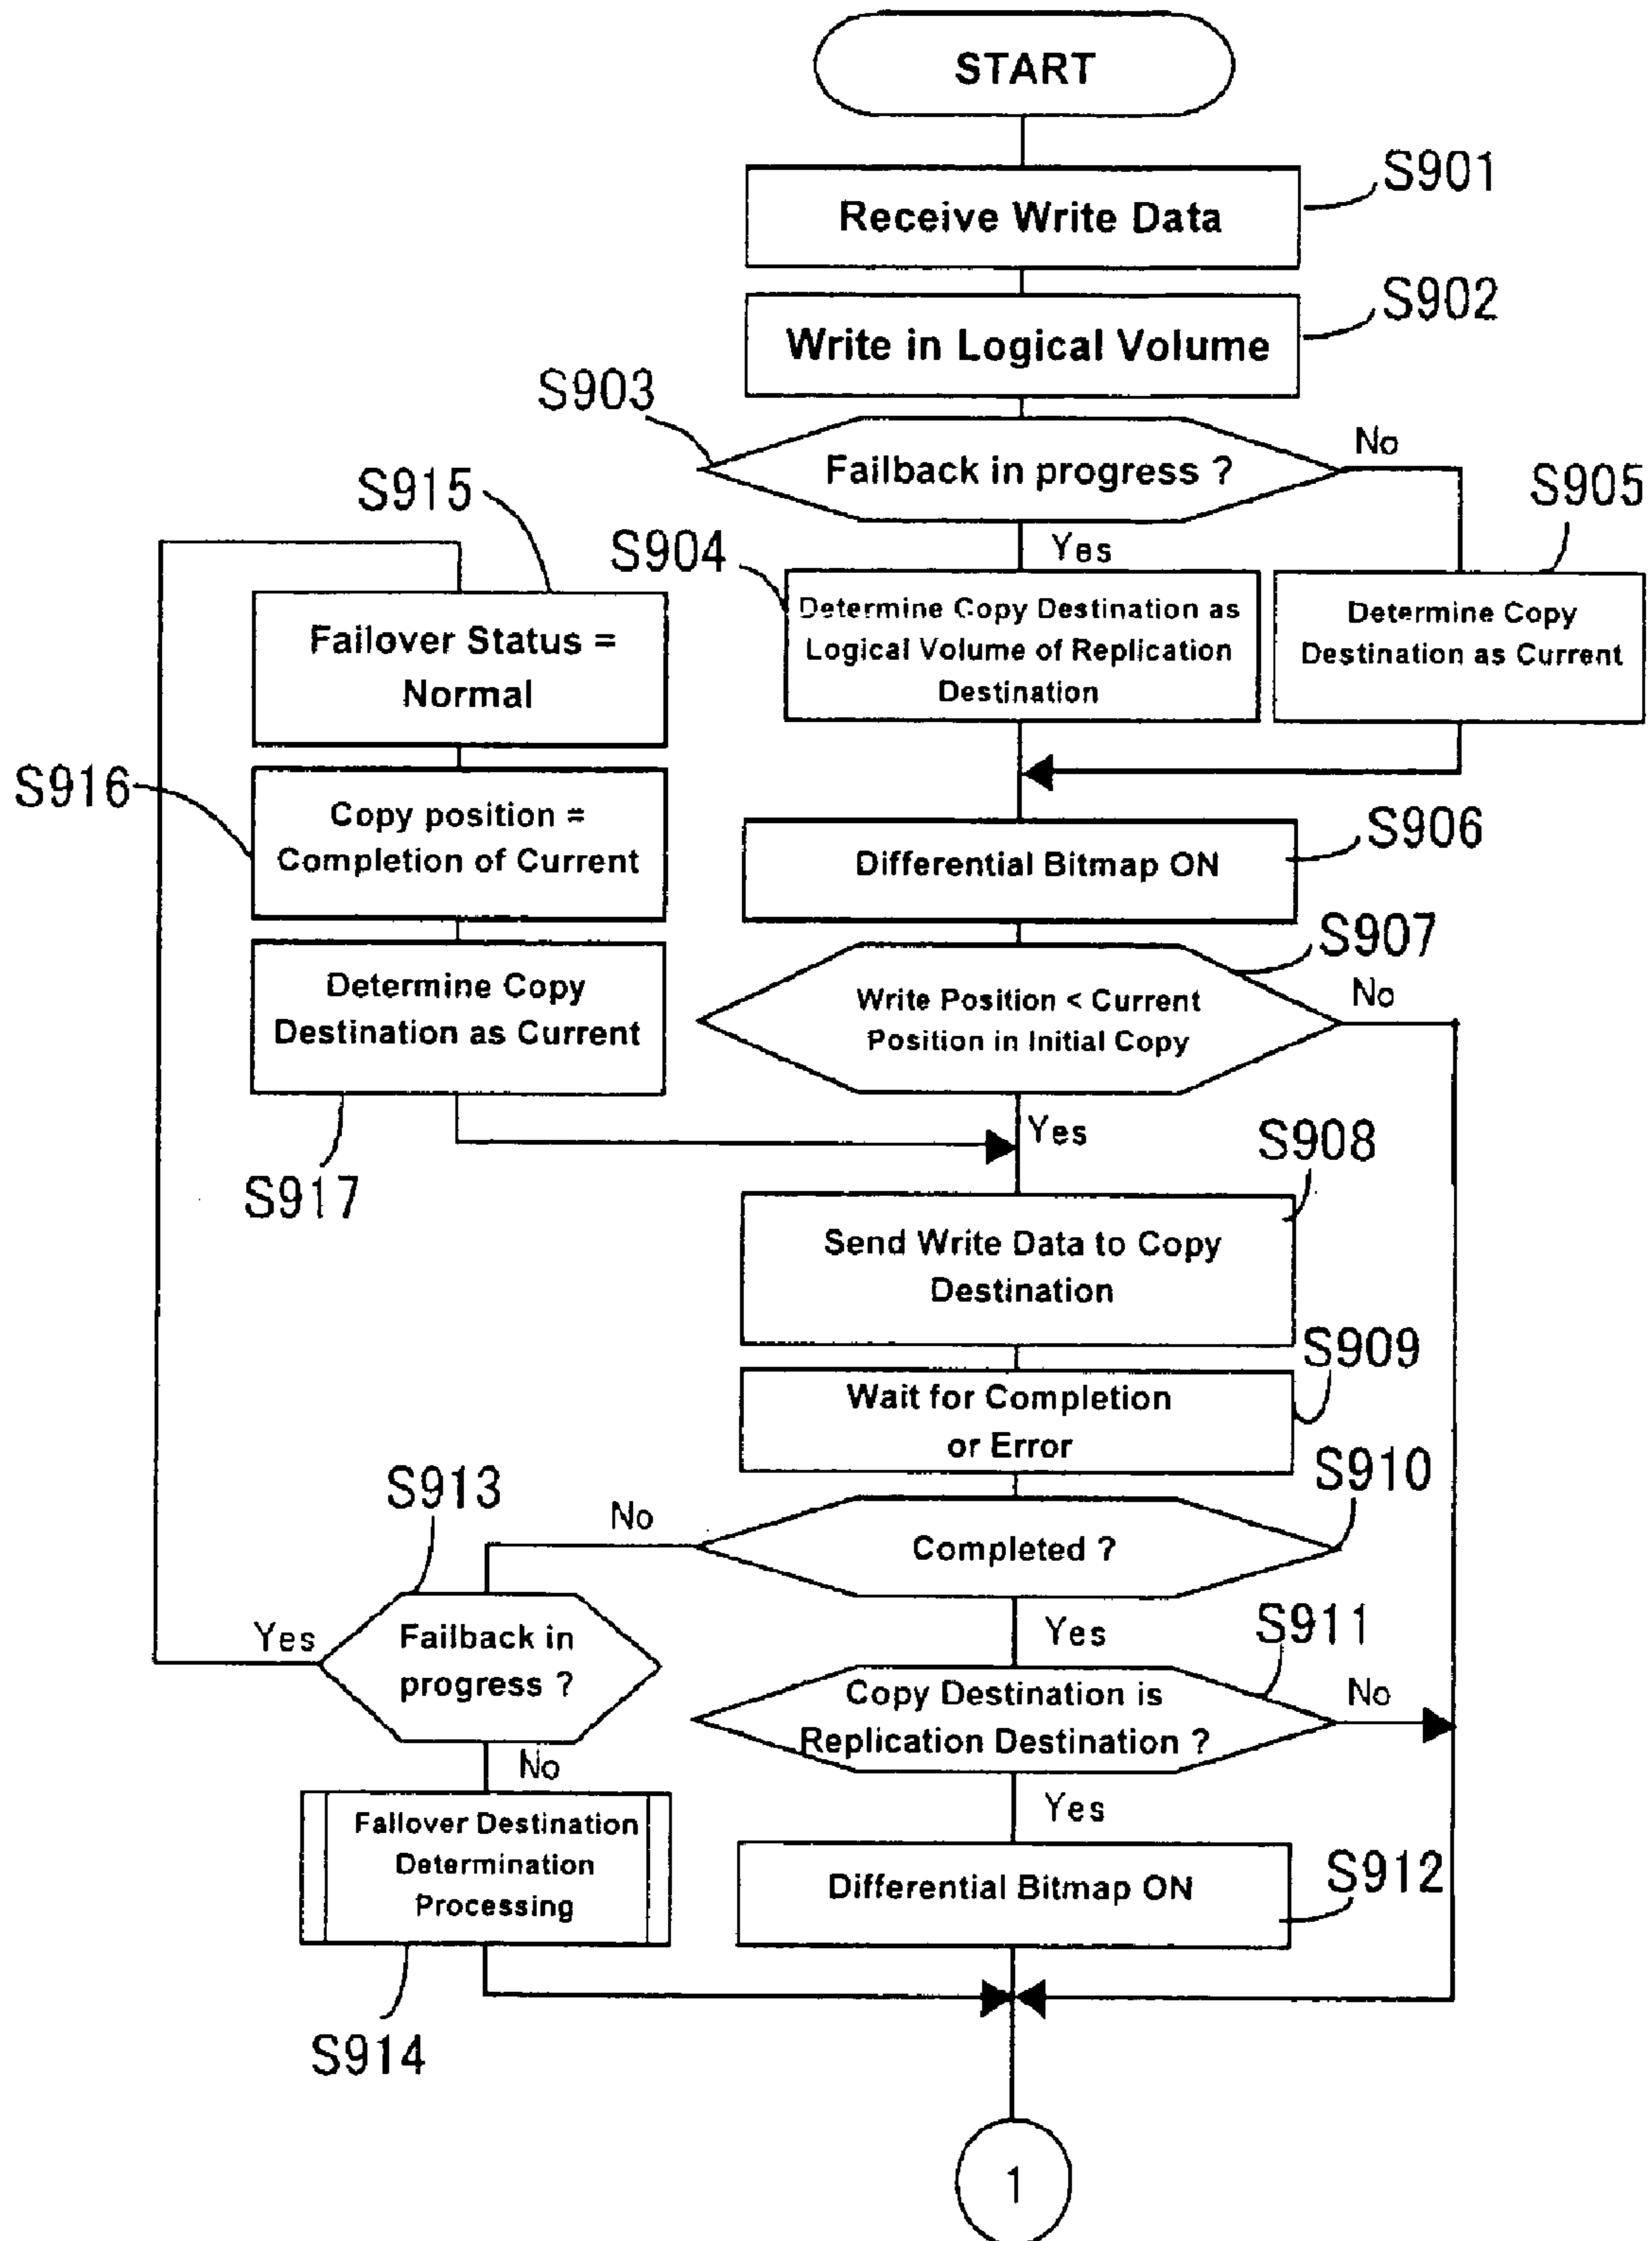 START
S901
Receive Write Data
S902
Write in Logical Volume
S903
Failback in progress ?
No
S915
S905
S904
Yes
Failover Status =
Normal
Determine Copy Destination as
Logical Volume of Replication
Destination
Determine Copy
Destination as Current
S916
Copy position =
Completion of Current
S906
Differential Bitmap ON
S907
Determine Copy
Destination as Current
Write Position < Current
Position in Initial Copy
No
Yes
S917
S908
Send Write Data to Copy
Destination
S909
Wait for Completion
or Error
S910
S913
No
Completed ?
Yes
Failback in
progress ?
Yes
S911
Copy Destination is
Replication Destination ?
No
No
Yes
Failover Destination
Determination
Processing
S912
Differential Bitmap ON
S914
1